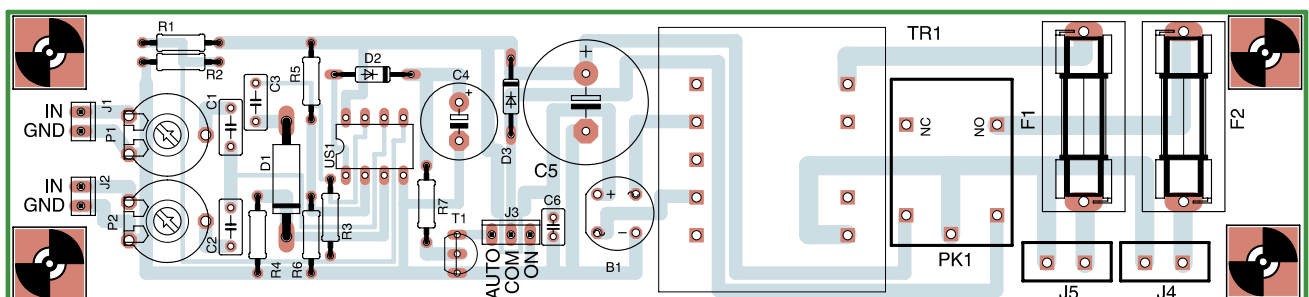 R1
R2
R5
D2
C4
C3
C1
D3
C5
TR1
F1
F2
IN
GND
J1
P1
D1
US1
NC
NO
IN
GND
J2
P2
C2
R4
R6
R3
R7
T1
J3
C6
AUTO
COM
ON
B1
PK1
J5
J4
+
+
+
−